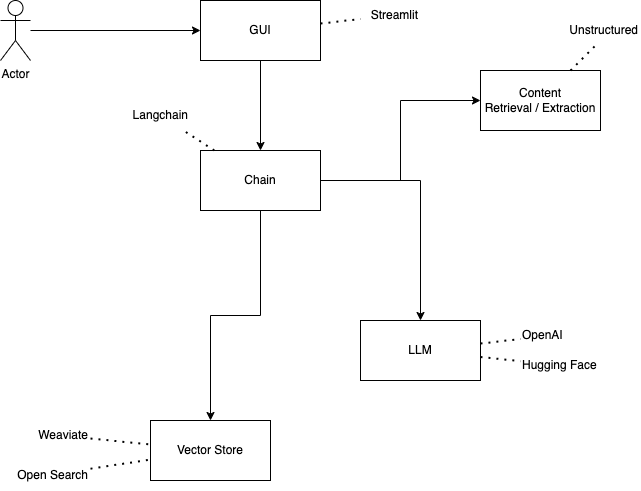 Streamlit
GUI
Unstructured
Actor
Content
Retrieval / Extraction
Langchain
Chain
OpenAI
LLM
Hugging Face
Weaviate
Vector Store
Open Search